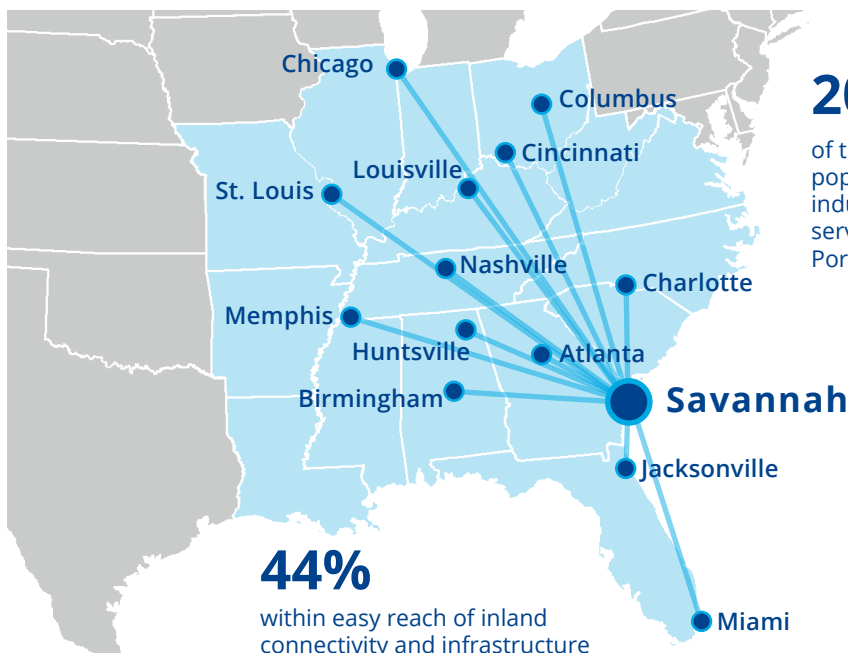 Chicago
Columbus
20
Cincinnati
of t
Louisville
pop
St. Louis
indu
serv
Nashville
Por
Charlotte
Memphis
Huntsville
Atlanta
Birmingham
Savannah
Jacksonville
44%
within easy reach of inland
connectivity and infrastructure
Miami